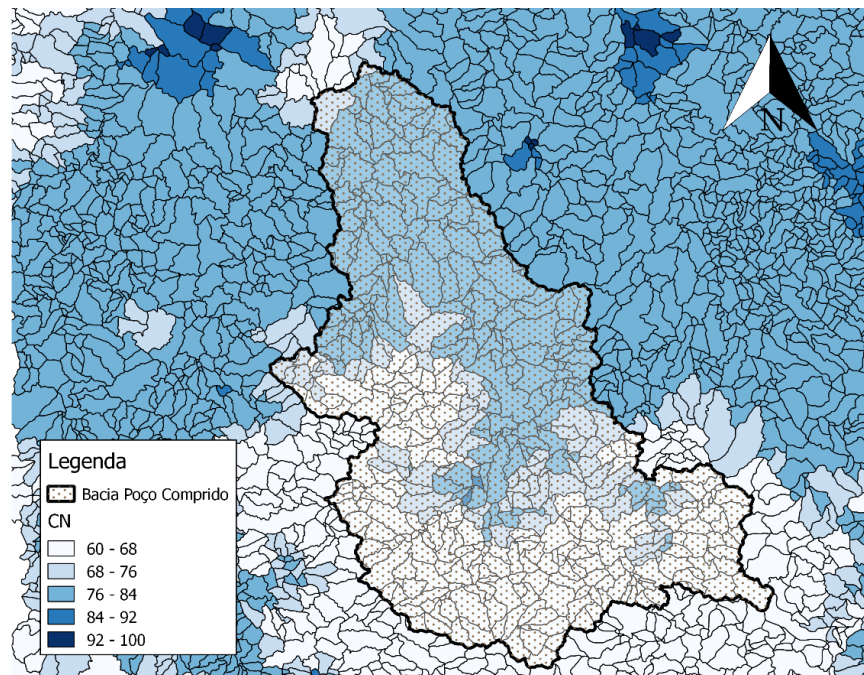 N
Legenda
Bacia Poço Comprido
CN
60 - 68
68 - 76
76 - 84
84 - 92
92 - 100